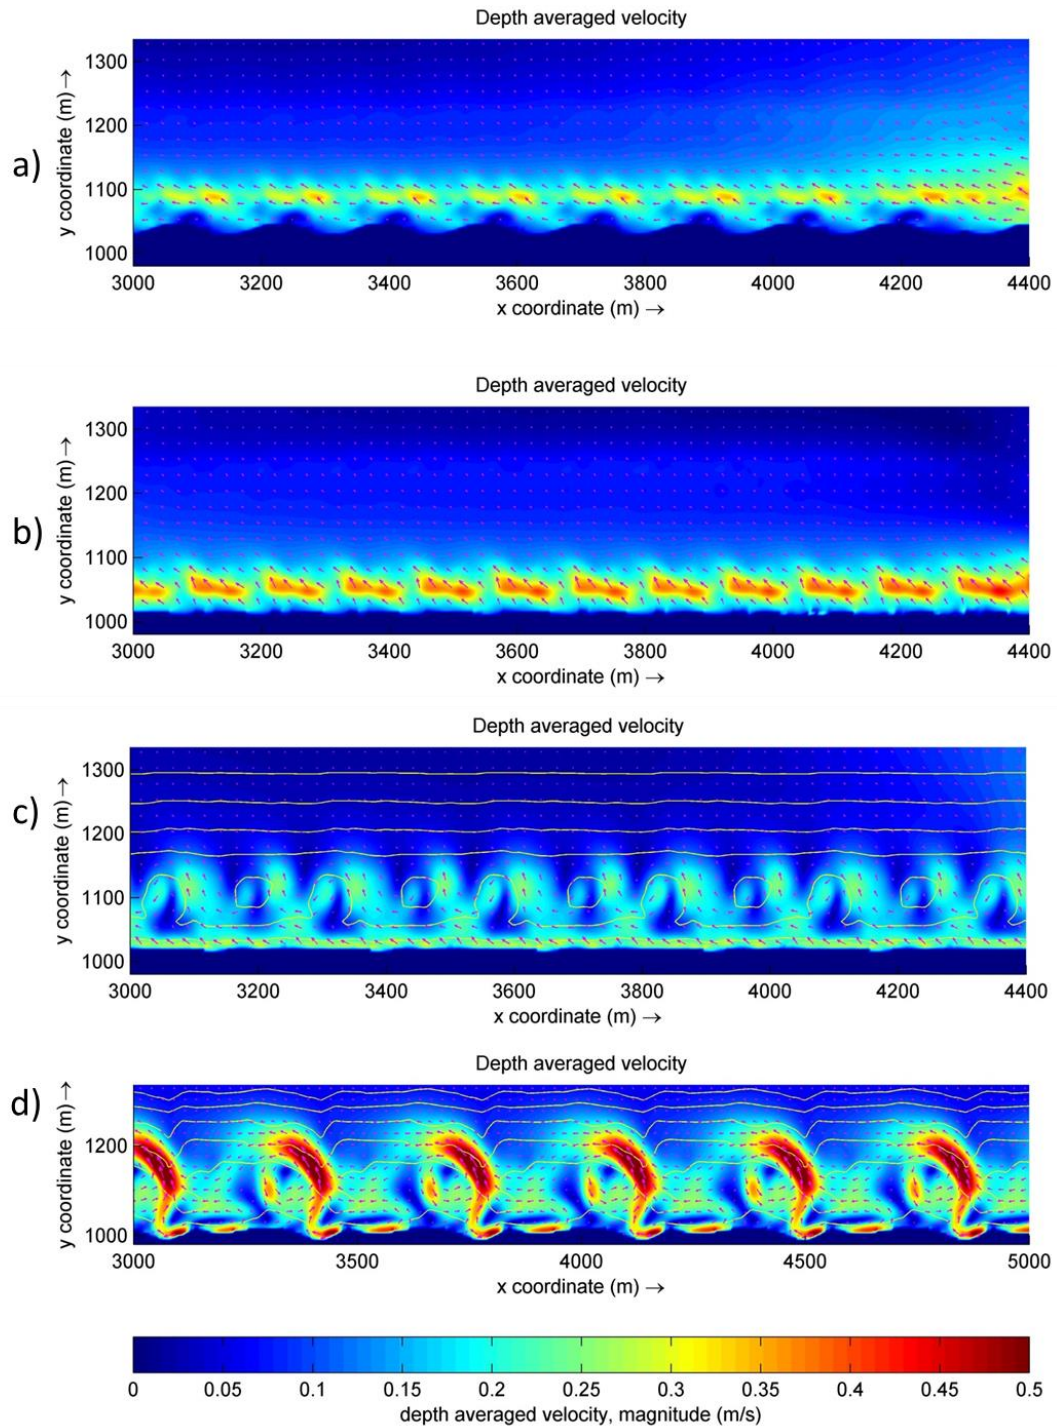 Depth averaged velocity
a)
y coordinate (m) →
1300
1200
1100
1000
3000 3200 3400 3600 3800 4000 4200 4400
x coordinate (m) →
Depth averaged velocity
b)
y coordinate (m) →
1300
1200
1100
1000
3000 3200 3400 3600 3800 4000 4200 4400
x coordinate (m) →
Depth averaged velocity
c)
y coordinate (m) →
1300
1200
1100
1000
3000 3200 3400 3600 3800 4000 4200 4400
x coordinate (m) →
Depth averaged velocity
d)
y coordinate (m) →
1200
1100
1000
3000 3500 4000 4500 5000
x coordinate (m) →
0 0.05 0.1 0.15 0.2 0.25 0.3 0.35 0.4 0.45 0.5
depth averaged velocity, magnitude (m/s)